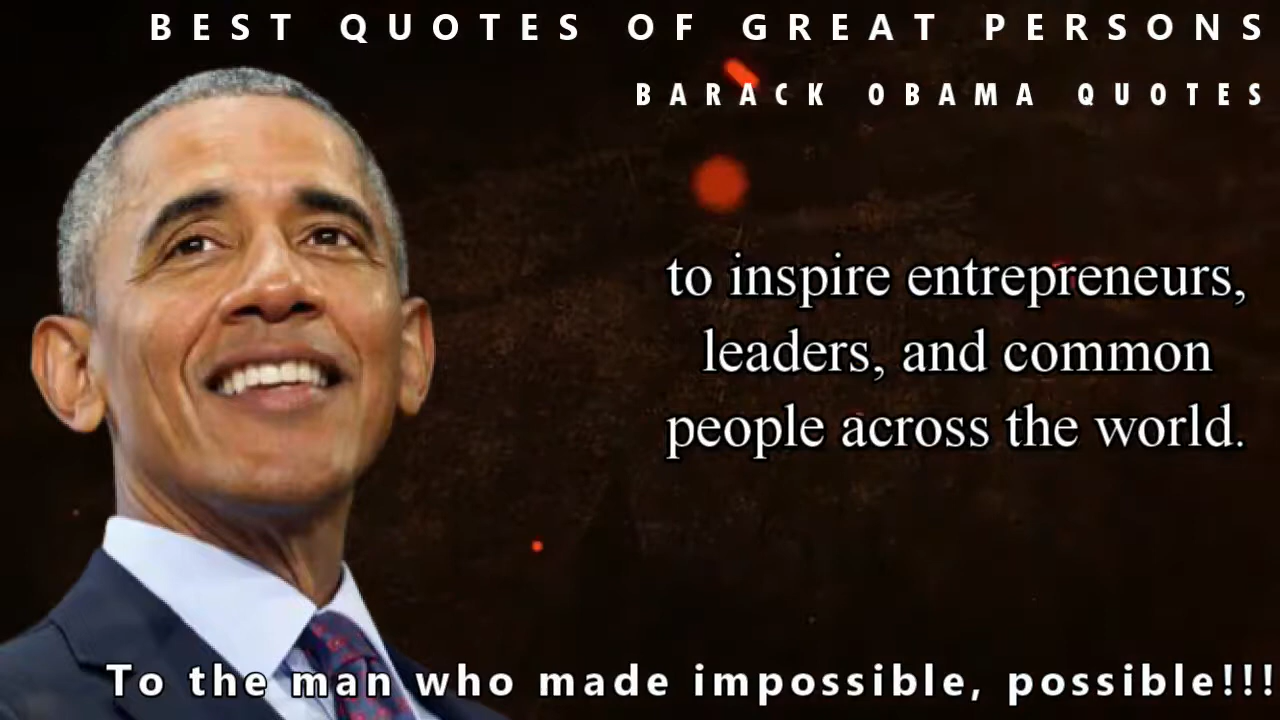 BEST QUOTES OF GREAT PERSONS
BARACK OBAMA QUOTES
to inspire entrepreneurs,
leaders, and common
people across the world.
To the man who made impossible, possible!!!